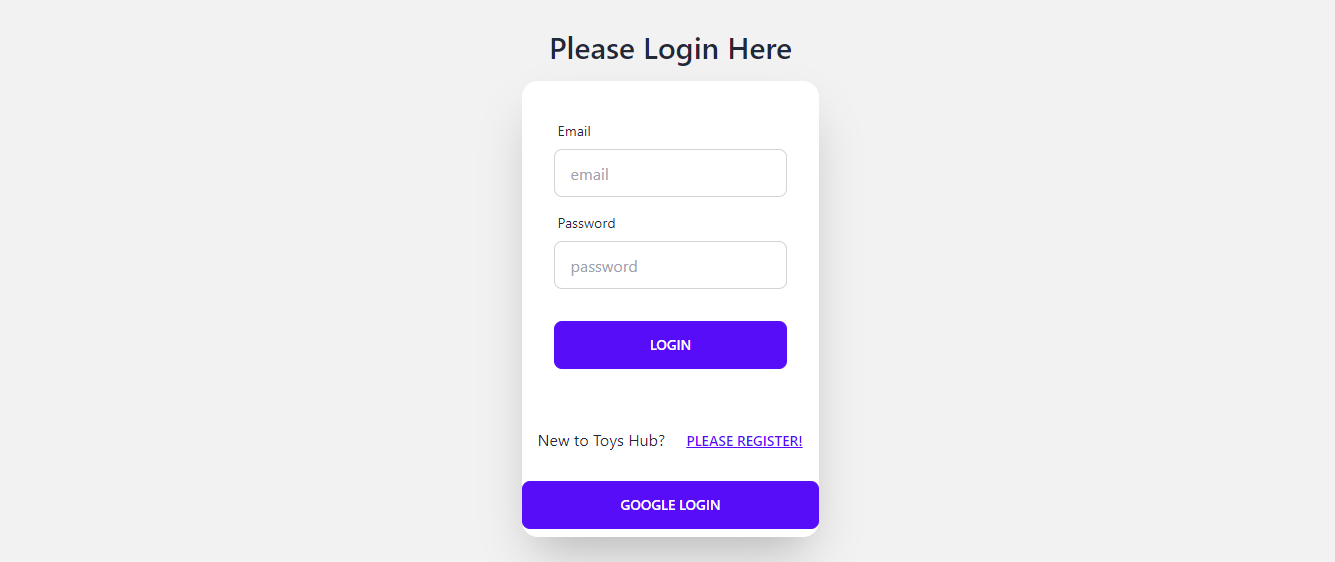 Please Login Here
Email
email
Password
password
LOGIN
New to Toys Hub? PLEASE REGISTER!
GOOGLE LOGIN